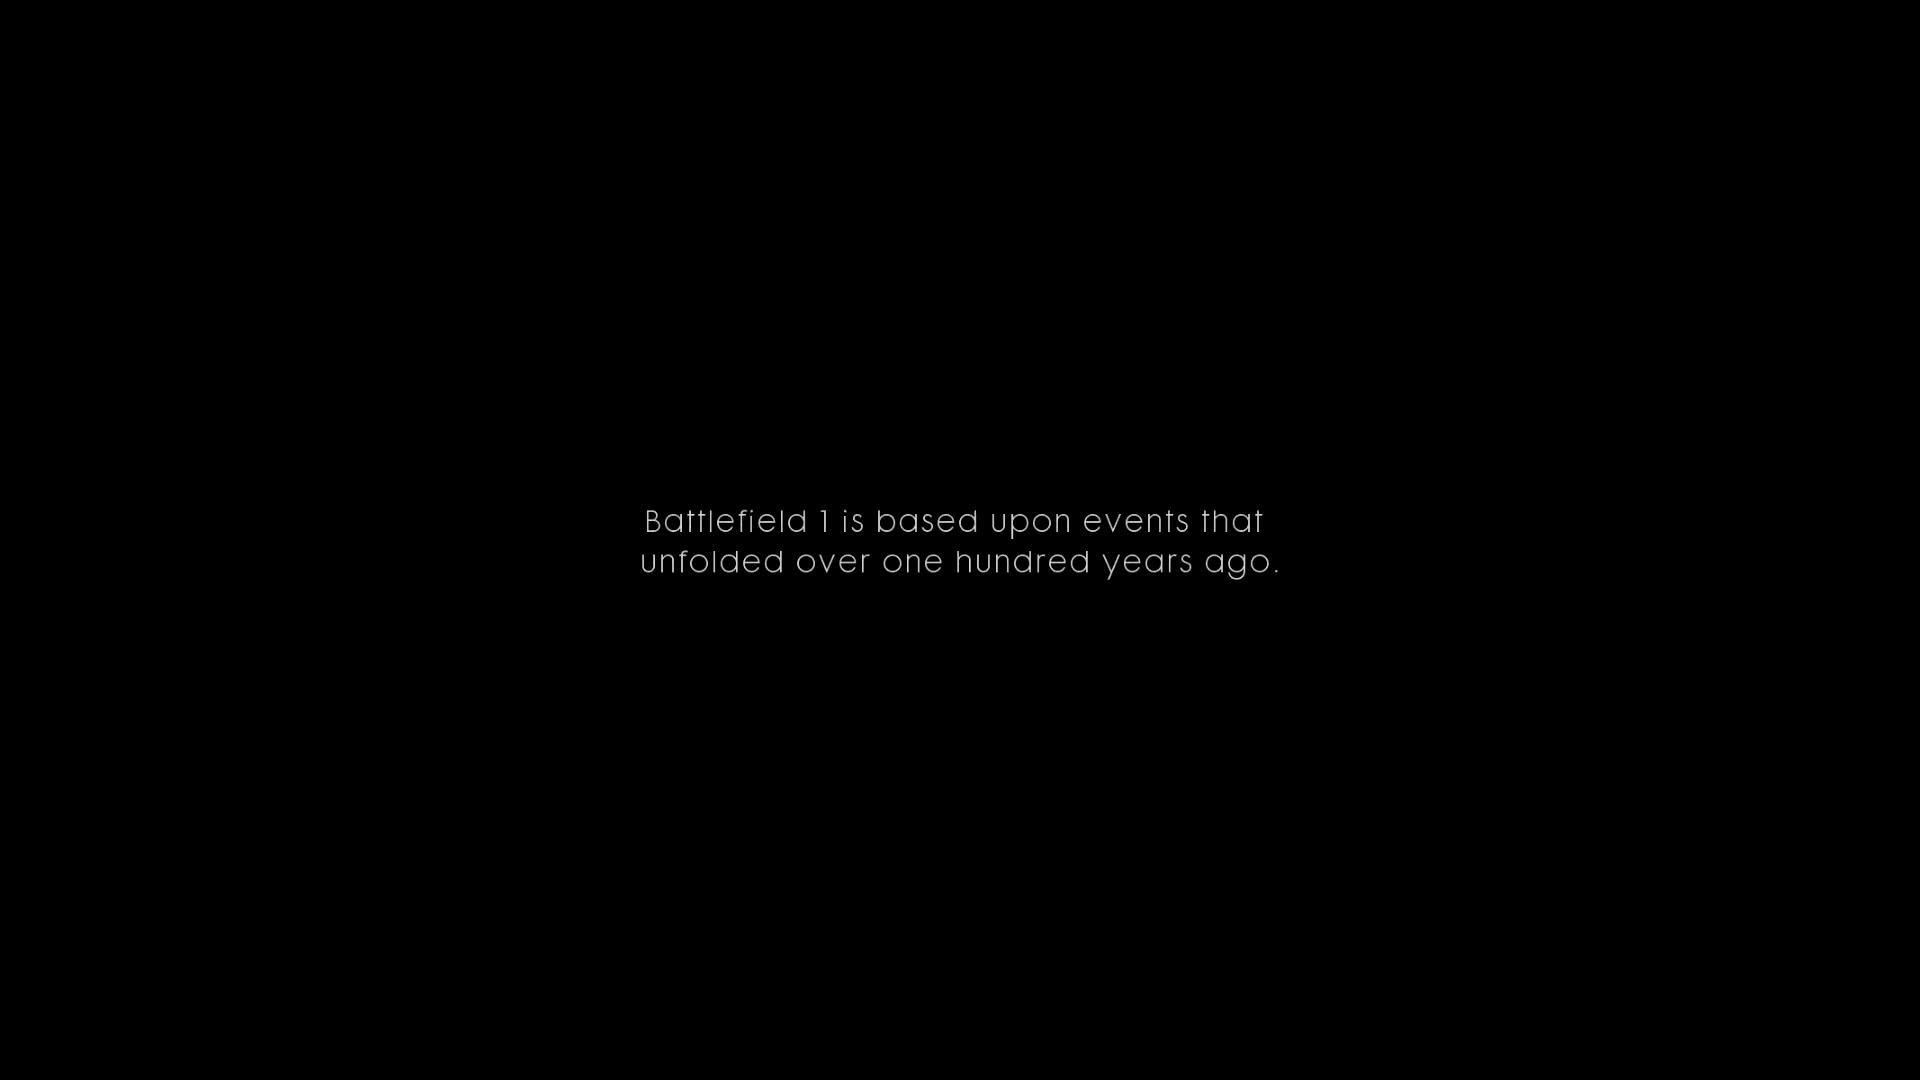 Battlefield 1 is based upon events that
unfolded over one hundred years ago.